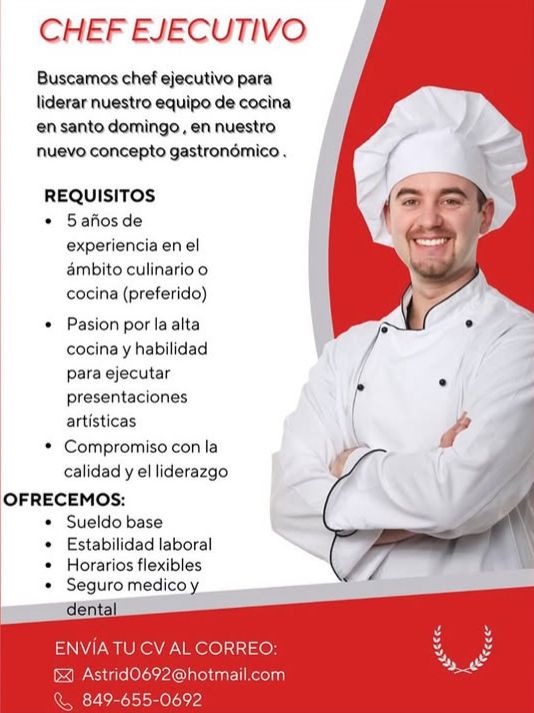 CHEF EJECUTIVO
Buscamos chef ejecutivo para
liderar nuestro equipo de cocina
en santo domingo , en nuestro
nuevo concepto gastronómico .
REQUISITOS
• 5 años de
experiencia en el
ámbito culinario o
cocina (preferido)
• Pasion por la alta
cocina y habilidad
para ejecutar
presentaciones
artísticas
• Compromiso con la
calidad y el liderazgo
OFRECEMOS:
• Sueldo base
• Estabilidad laboral
• Horarios flexibles
• Seguro medico y
dental
ENVÍA TU CV AL CORREO:
Astrid0692@hotmail.com
849-655-0692